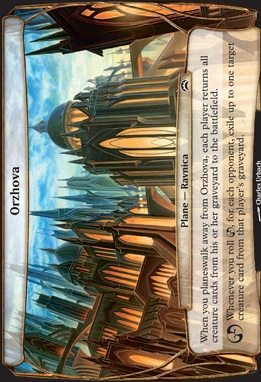 Orzhova
Plane — Ravnica
When you planeswalk away from Orzhova, each player returns all
creature cards from his or her graveyard to the battlefield.
Whenever you roll , for each opponent, exile up to one target
creature card from that player's graveyard.
Charles Urbach